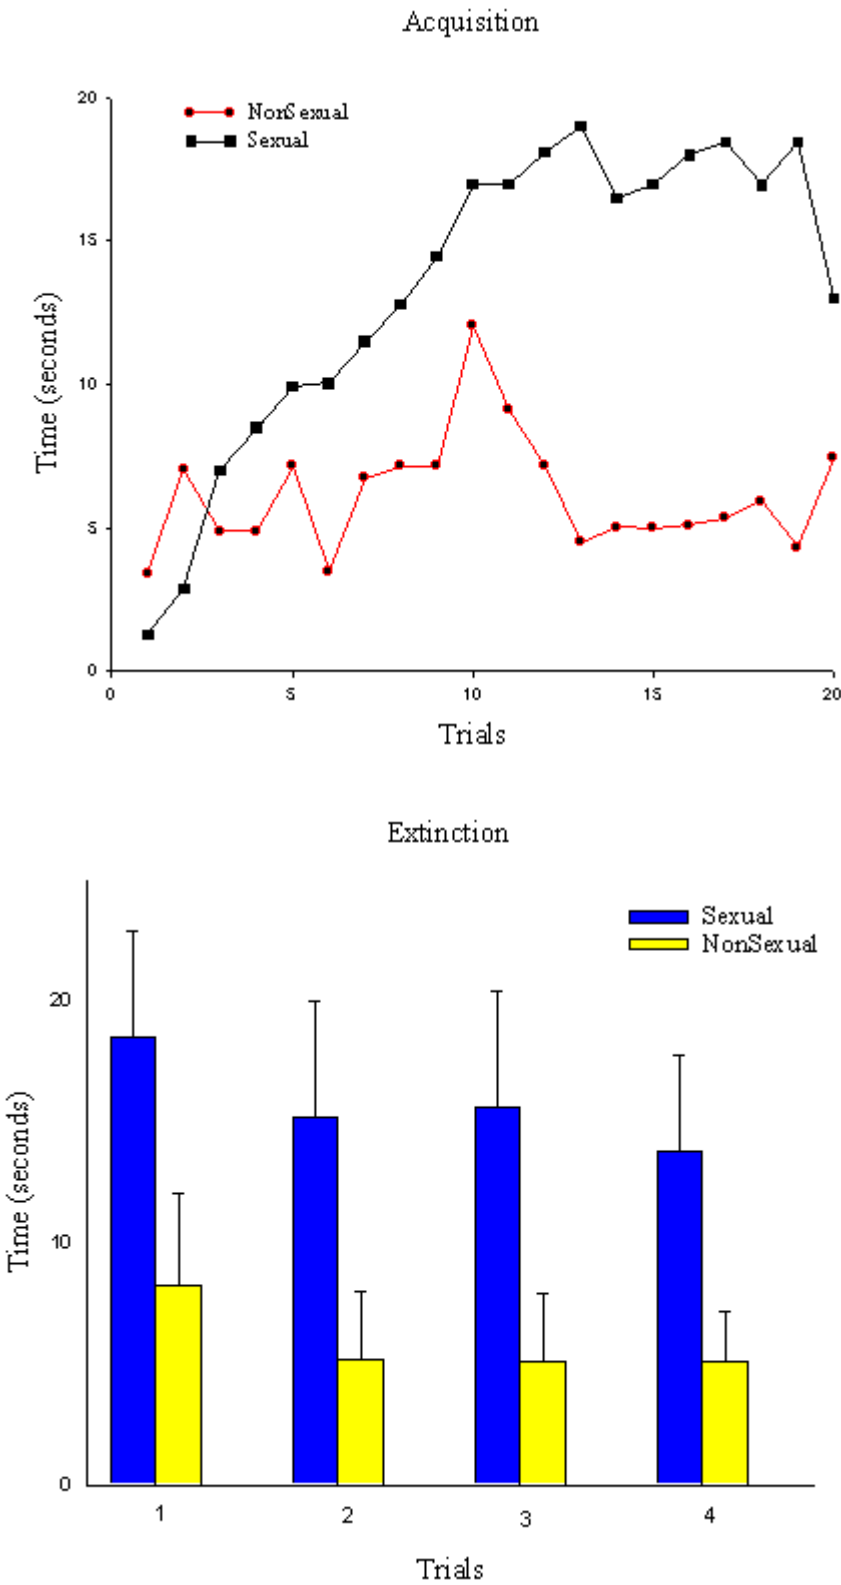 Acquisition
20
NonSexual
Sexual
15
Time (seconds)
10
5
0
0 5 10 15 20
Trials
Extinction
Sexual
NonSexual
20
Time (seconds)
10
0
1 2 3 4
Trials